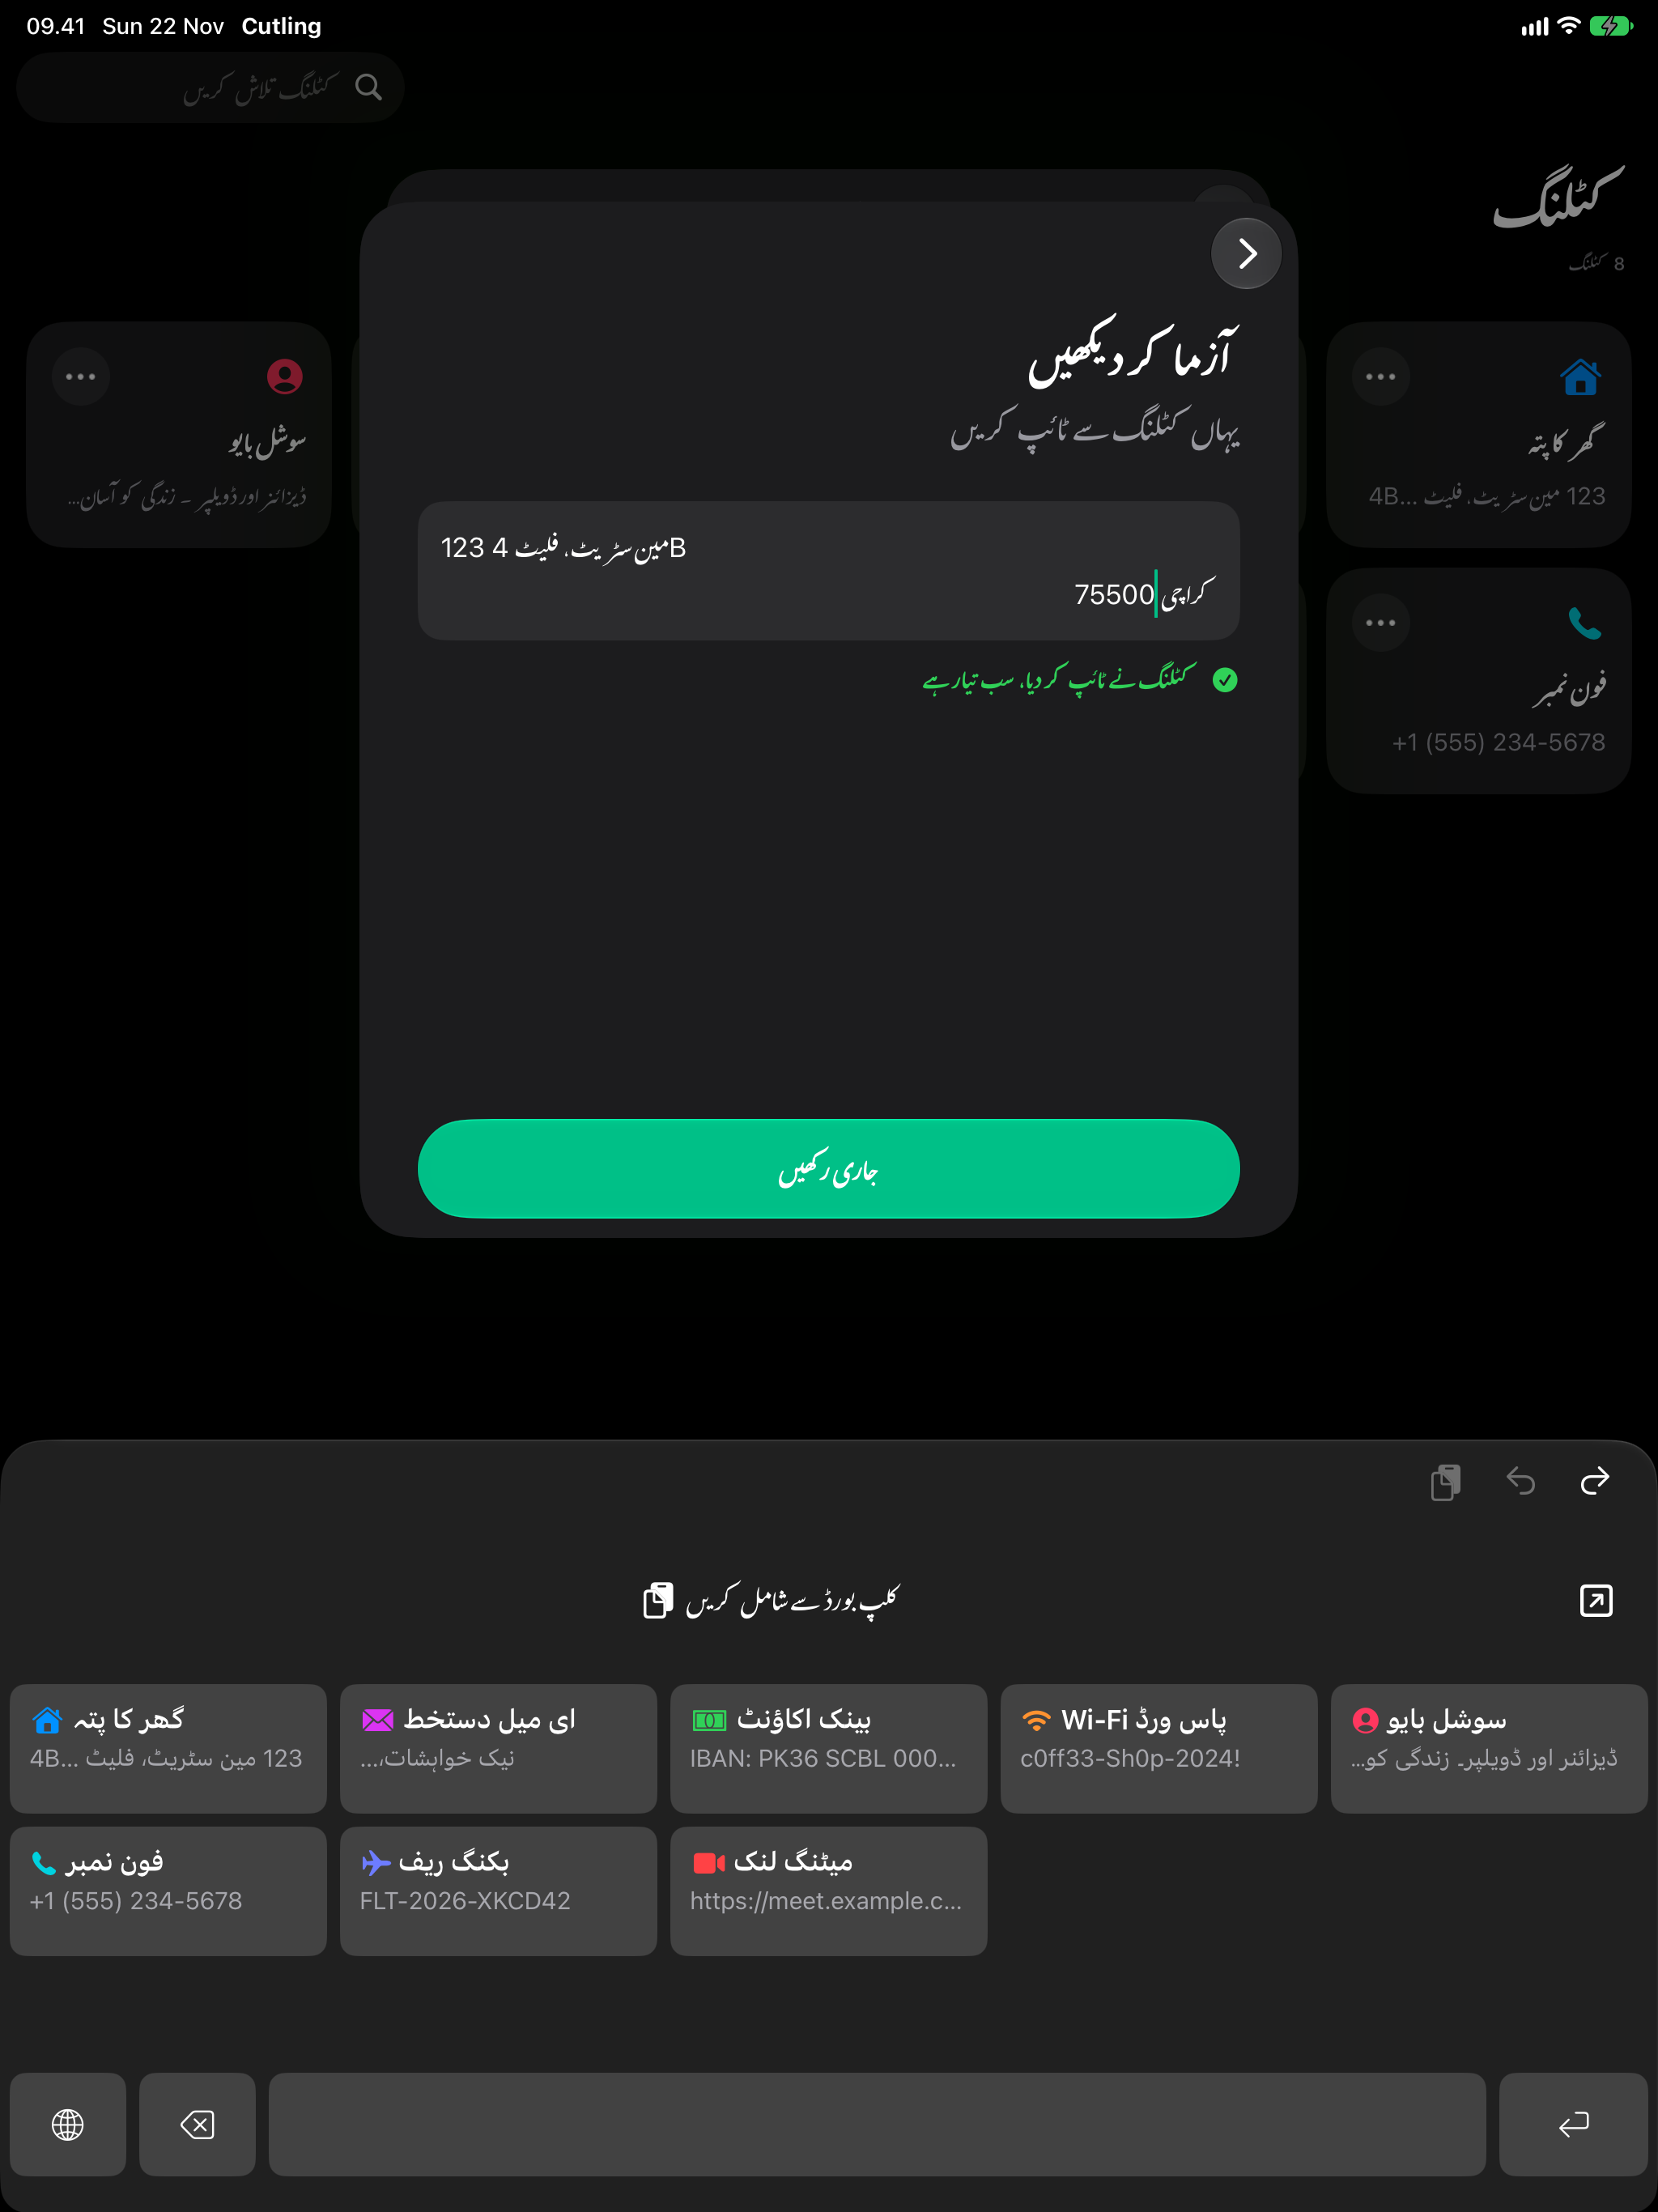 09.41 Sun 22 Nov Cutling
کٹلنگ تلاش کریں
کٹلنگ
8 کٹلنگ
گھر کا پتہ
123 مین سٹریٹ، فلیٹ 4B...
سوشل بایو
ڈیزائنر اور ڈویلپر۔ زندگی کو آسان...
فون نمبر
+1 (555) 234-5678
آزما کر دیکھیں
یہاں کٹلنگ سے ٹائپ کریں
123 مین سٹریٹ، فلیٹ 4B
کراچی 75500
کٹلنگ نے ٹائپ کر دیا، سب تیار ہے
جاری رکھیں
کلپ بورڈ سے شامل کریں
گھر کا پتہ
123 مین سٹریٹ، فلیٹ 4B...
ای میل دستخط
نیک خواہشات،...
بینک اکاؤنٹ
IBAN: PK36 SCBL 000...
Wi-Fi پاس ورڈ
c0ff33-Sh0p-2024!
سوشل بایو
ڈیزائنر اور ڈویلپر۔ زندگی کو...
فون نمبر
+1 (555) 234-5678
بکنگ ریف
FLT-2026-XKCD42
میٹنگ لنک
https://meet.example.c...